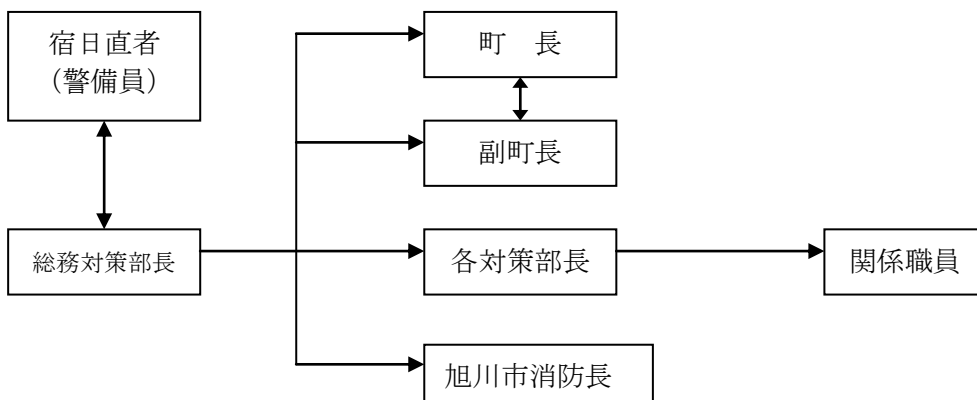 宿日直者
（警備員）
町　長
副町長
総務対策部長
各対策部長
関係職員
旭川市消防長